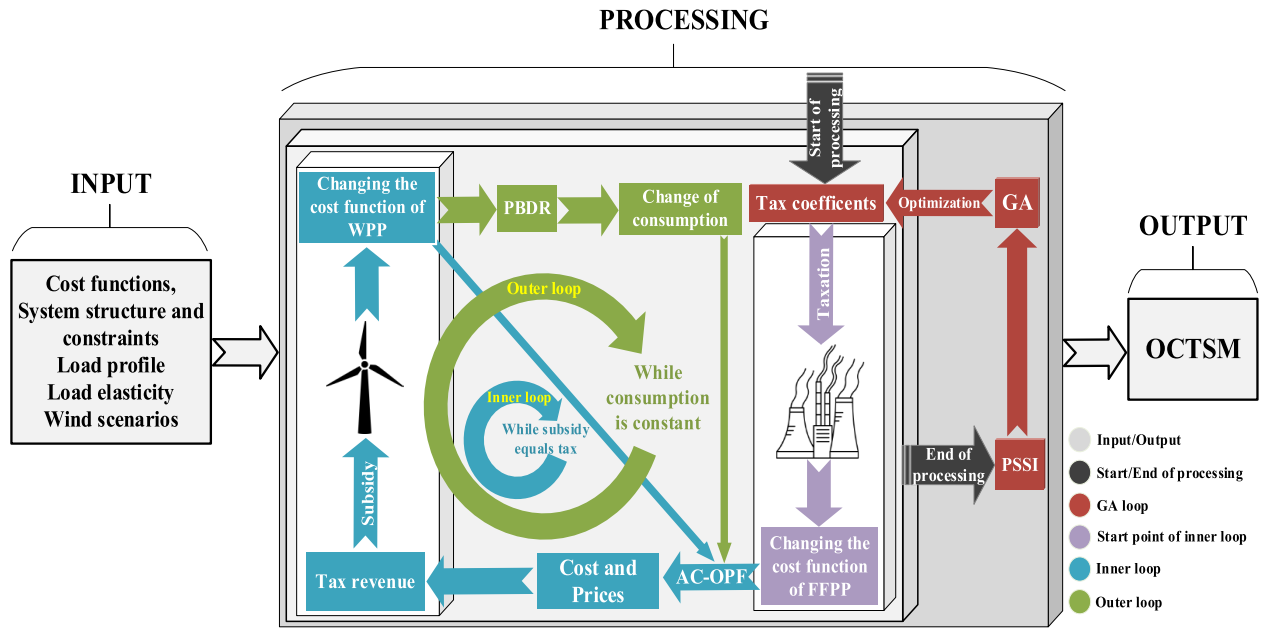 PROCESSING
INPUT
Cost functions,
System structure and
constraints
Load profile
Load elasticity
Wind scenarios
Start of
processing
Changing the
cost function of
WPP
PBDR
Change of
consumption
Tax coefficents
Optimization
GA
Outer loop
Taxation
While
consumption
is constant
Inner loop
While subsidy
equals tax
Subsidy
End of
processing
PSSI
Tax revenue
Cost and
Prices
AC-OPF
Changing the
cost function
of FFPP
OUTPUT
OCTSM
Input/Output
Start/End of processing
GA loop
Start point of inner loop
Inner loop
Outer loop